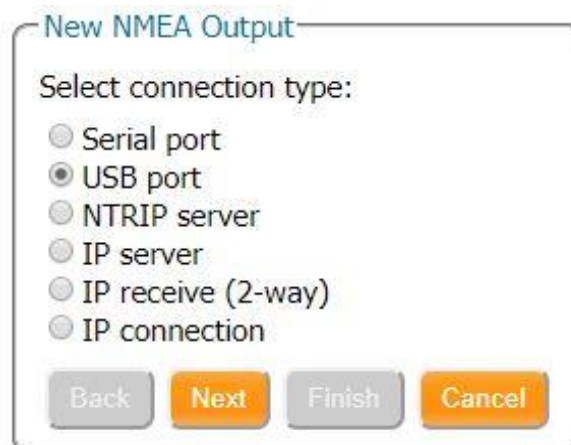 New NMEA Output
Select connection type:
Serial port
USB port
NTRIP server
IP server
IP receive (2-way)
IP connection
Back Next Finish Cancel